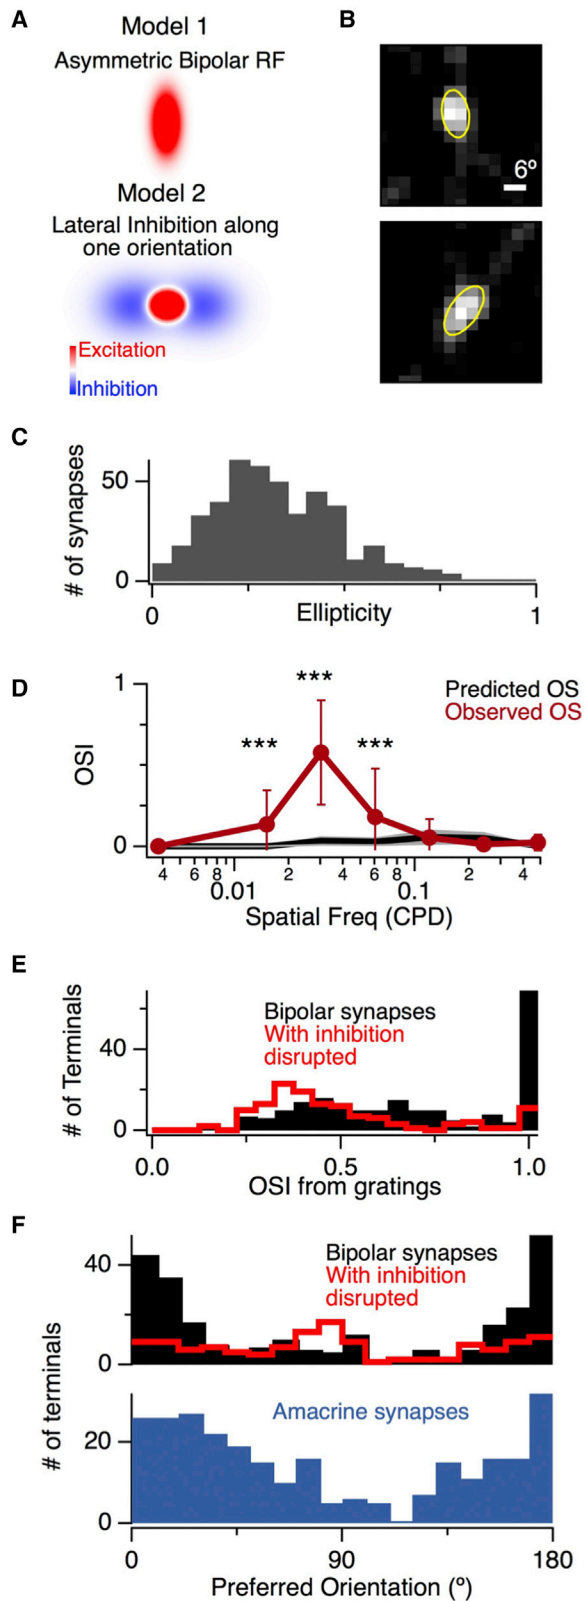 A
Model 1
Asymmetric Bipolar RF
Model 2
Lateral Inhibition along
one orientation
Excitation
Inhibition
B
6º
C
# of synapses
50
0
0
Ellipticity
1
D
***
***
***
Predicted OS
Observed OS
OSI
1
0
4 6 8 2 4 6 8 2 4
0.01 0.1
Spatial Freq (CPD)
E
Bipolar synapses
With inhibition
disrupted
# of Terminals
40
0
0.0 0.5 1.0
OSI from gratings
F
Bipolar synapses
With inhibition
disrupted
40
0
# of terminals
Amacrine synapses
20
0
0 90 180
Preferred Orientation (º)